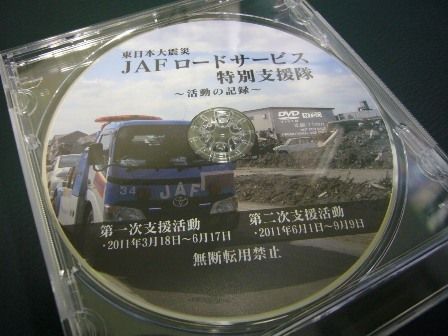 東日本大震災
JAFロードサービス
特別支援隊
～活動の記録～
DVD
34
JAF
第一次支援活動
・2011年3月18日～6月17日
第二次支援活動
・2011年6月1日～9月9日
無断転用禁止